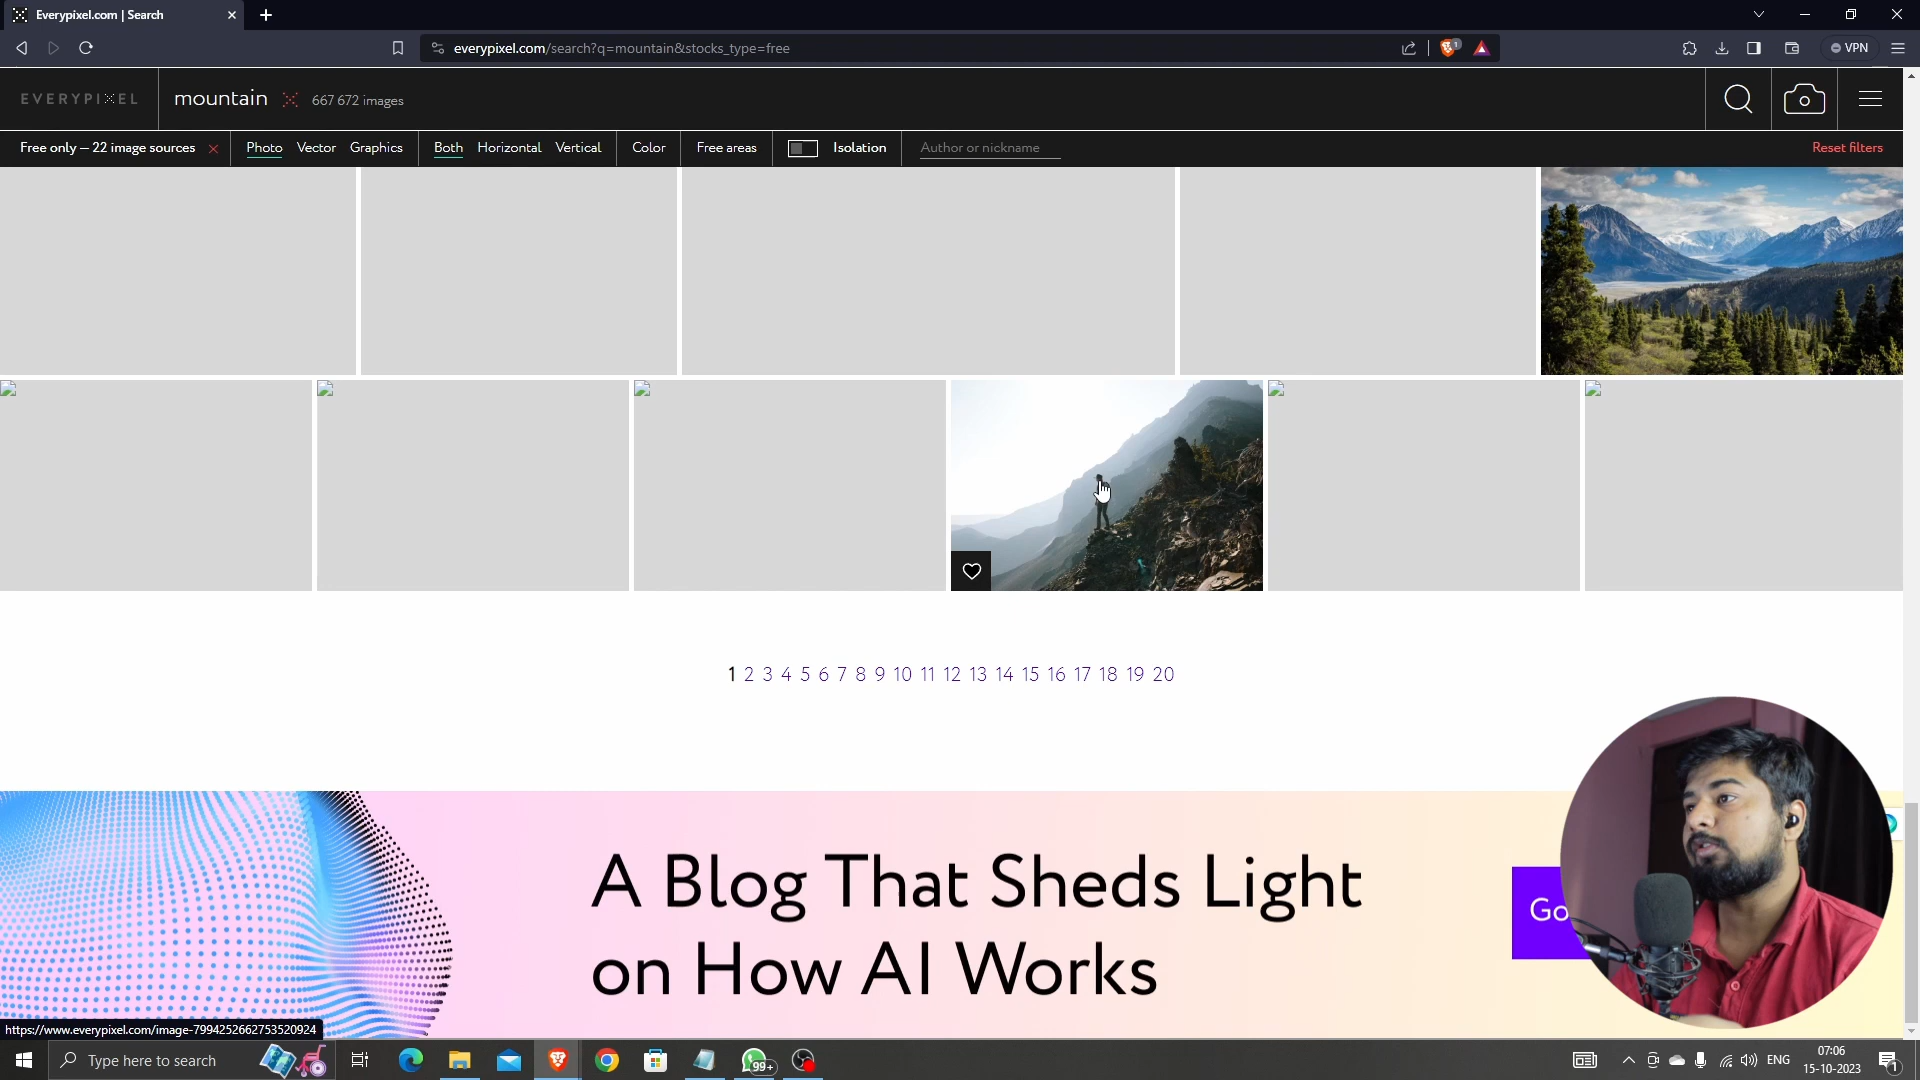 Everypixel.com | Search
everypixel.com/search?q=mountain&stocks_type=free
VPN
EVERYPIXEL
mountain
667 672 images
Free only – 22 image sources
Photo Vector Graphics
Both Horizontal Vertical
Color
Free areas
Isolation
Author or nickname
Reset filters
1 2 3 4 5 6 7 8 9 10 11 12 13 14 15 16 17 18 19 20
A Blog That Sheds Light
on How AI Works
Go
https://www.everypixel.com/image-7994252662753520924
Type here to search
99+
ENG
07:06
15-10-2023
1